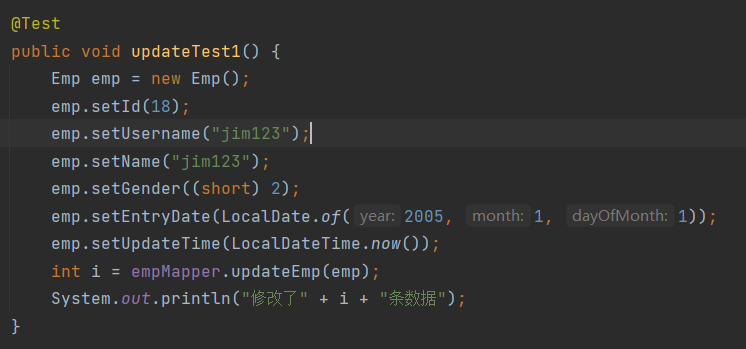 @Test
public void updateTest1() {
    Emp emp = new Emp();
    emp.setId(18);
    emp.setUsername("jim123");
    emp.setName("jim123");
    emp.setGender((short) 2);
    emp.setEntryDate(LocalDate.of( year: 2005, month: 1, dayOfMonth: 1));
    emp.setUpdateTime(LocalDateTime.now());
    int i = empMapper.updateEmp(emp);
    System.out.println("修改了" + i + "条数据");
}